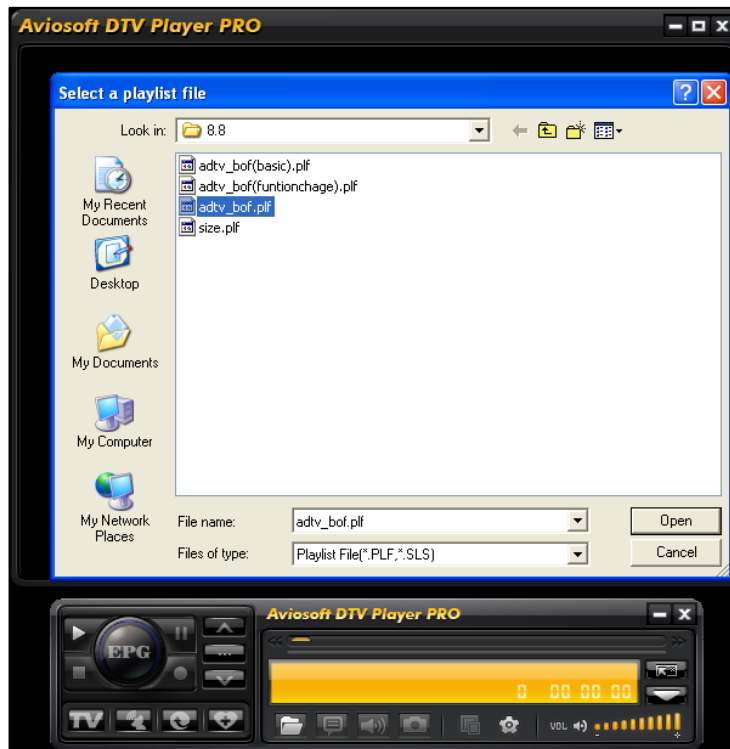 Aviosoft DTV Player PRO
Select a playlist file
Look in: 8.8
adtv_bof(basic).plf
adtv_bof(funtionchage).plf
adtv_bof.plf
size.plf
My Recent
Documents
Desktop
My Documents
My Computer
My Network
Places
File name: adtv_bof.plf Open
Files of type: Playlist File(*.PLF,*.SLS) Cancel
Aviosoft DTV Player PRO
EPG
0 00 00 00
TV
VOL